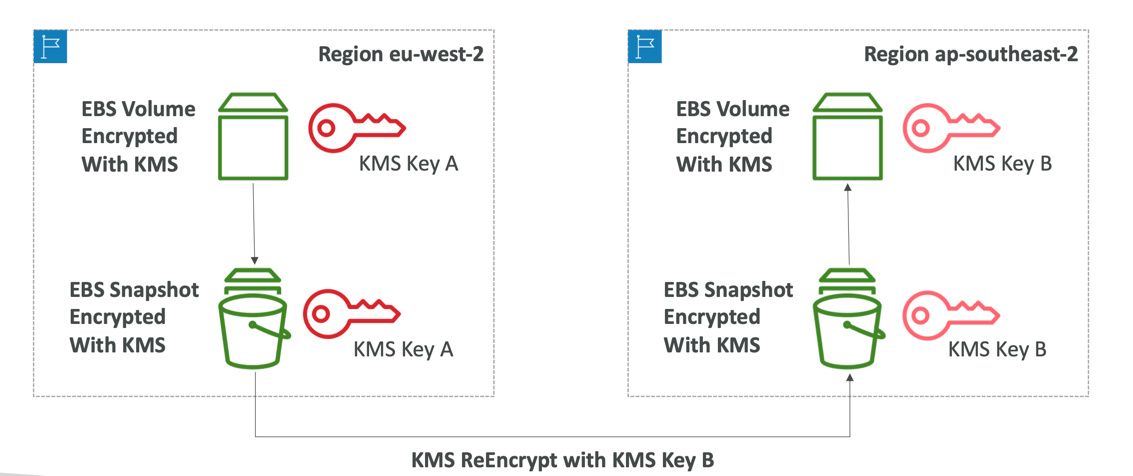 Region eu-west-2
EBS Volume
Encrypted
With KMS
KMS Key A
EBS Snapshot
Encrypted
With KMS
KMS Key A
Region ap-southeast-2
EBS Volume
Encrypted
With KMS
KMS Key B
EBS Snapshot
Encrypted
With KMS
KMS Key B
KMS ReEncrypt with KMS Key B